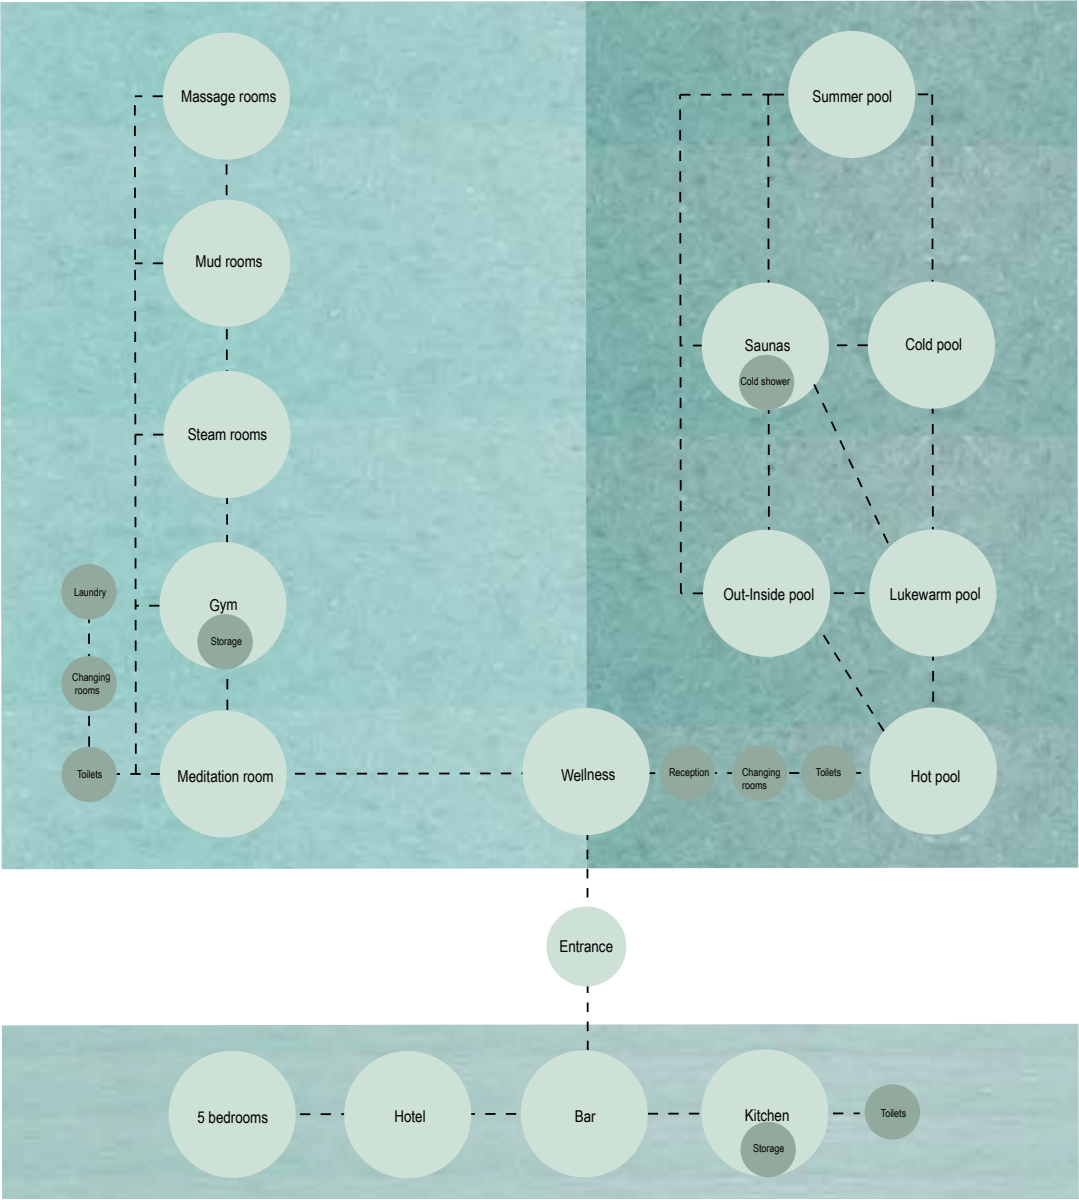 Massage rooms
Summer pool
Mud rooms
Saunas
Cold pool
Cold shower
Steam rooms
Laundry
Gym
Storage
Out-Inside pool
Lukewarm pool
Changing
rooms
Toilets
Meditation room
Wellness
Reception
Changing
rooms
Toilets
Hot pool
Entrance
5 bedrooms
Hotel
Bar
Kitchen
Storage
Toilets